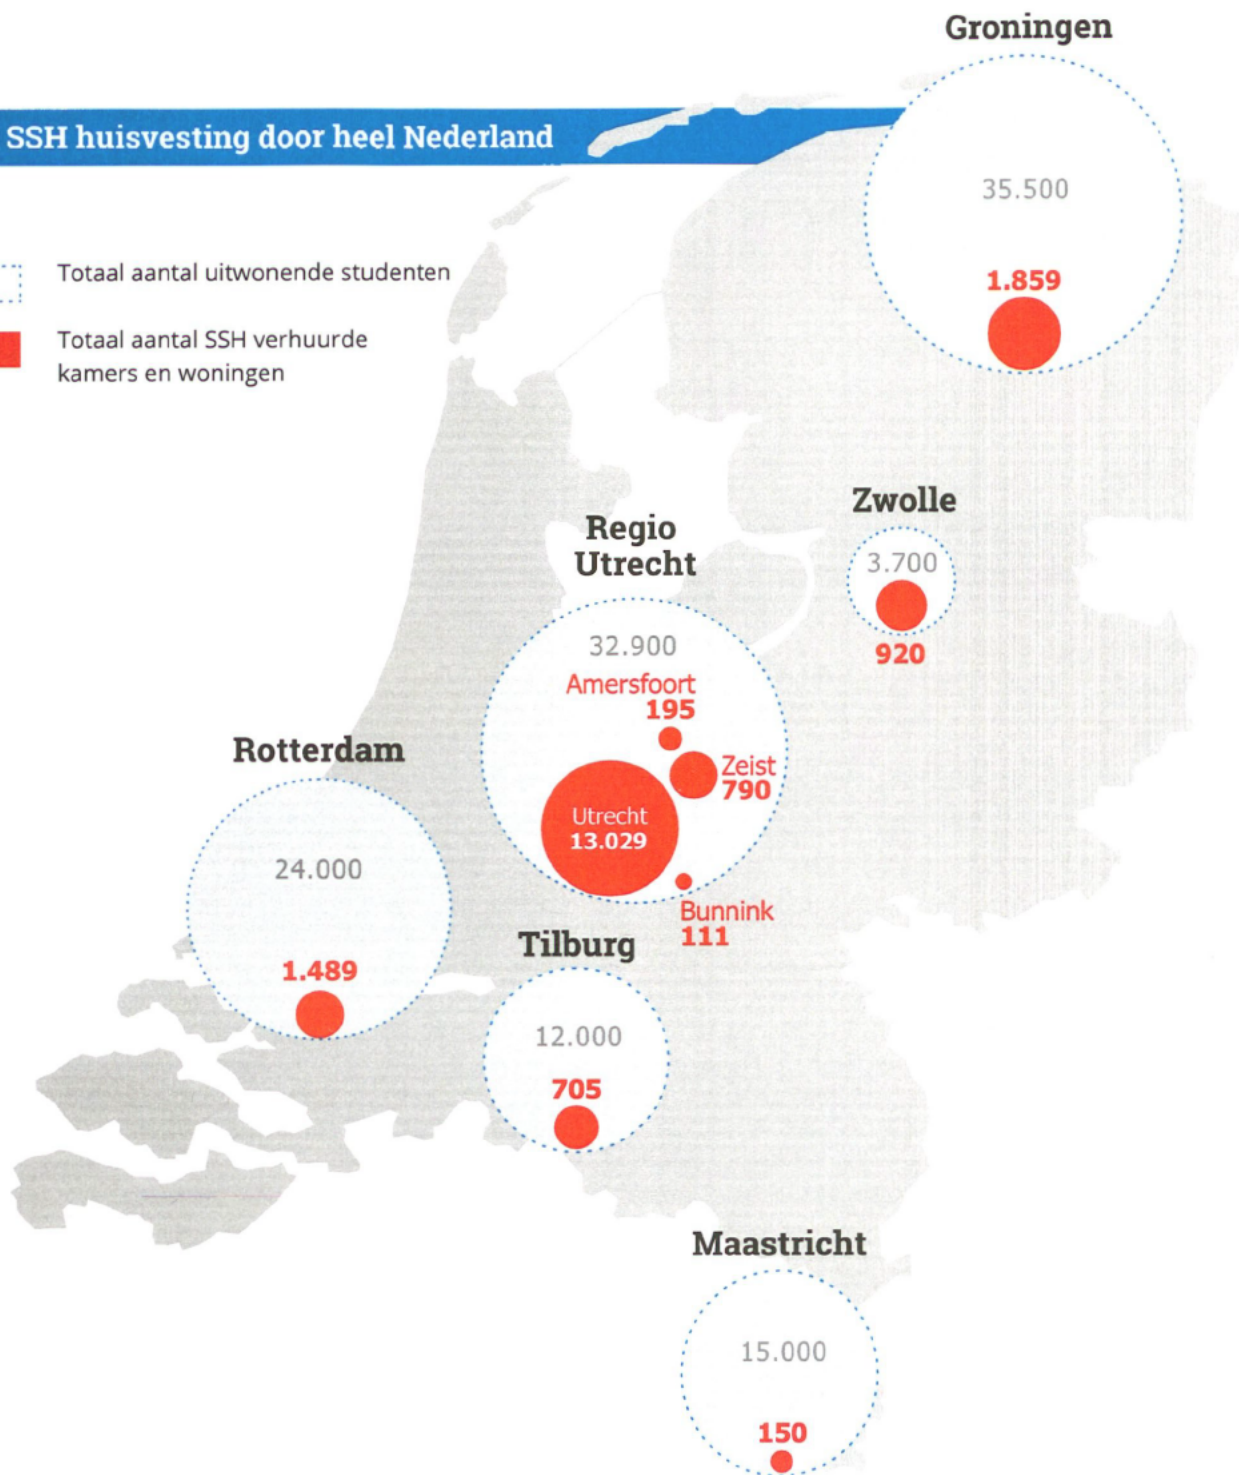 Groningen
SSH huisvesting door heel Nederland
35.500
1.859
Totaal aantal uitwonende studenten
Totaal aantal SSH verhuurde
kamers en woningen
Zwolle
3.700
920
Regio
Utrecht
32.900
Amersfoort
195
Zeist
790
Utrecht
13.029
Bunnink
111
Rotterdam
24.000
1.489
Tilburg
12.000
705
Maastricht
15.000
150